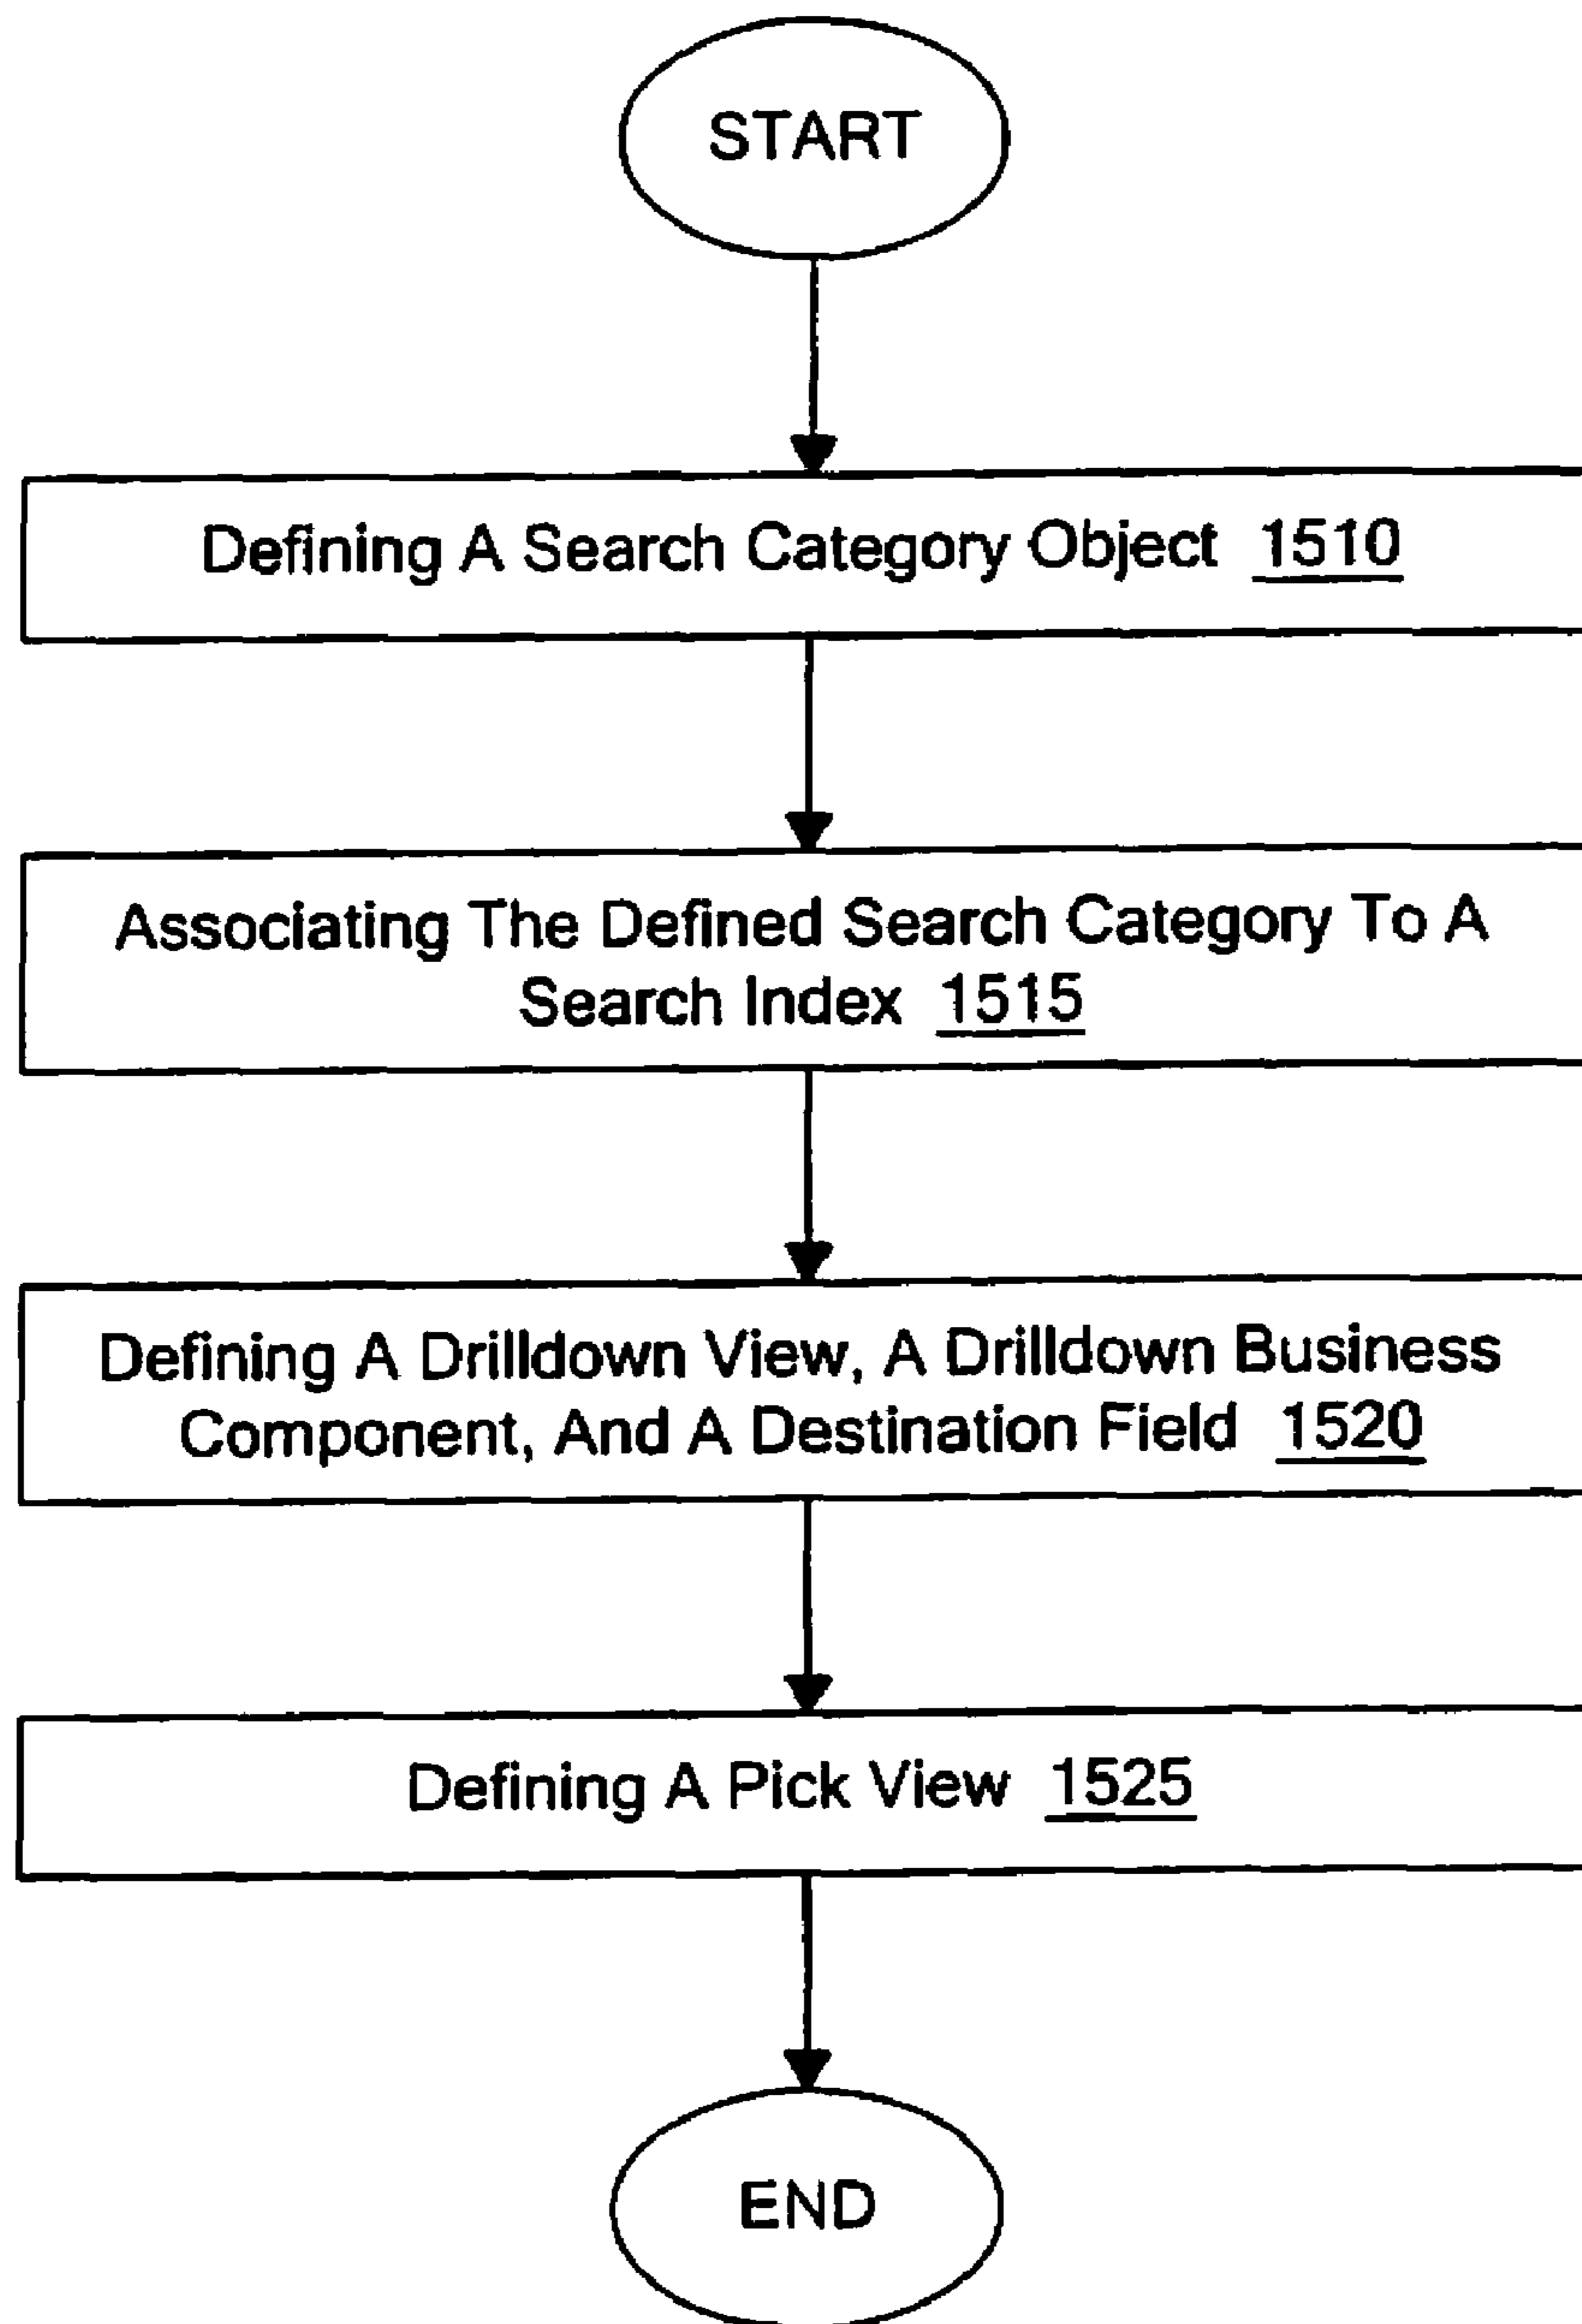 START
Defining A Search Category Object 1510
Associating The Defined Search Category To A
Search Index 1515
Defining A Drilldown View, A Drilldown Business
Component, And A Destination Field 1520
Defining A Pick View 1525
END